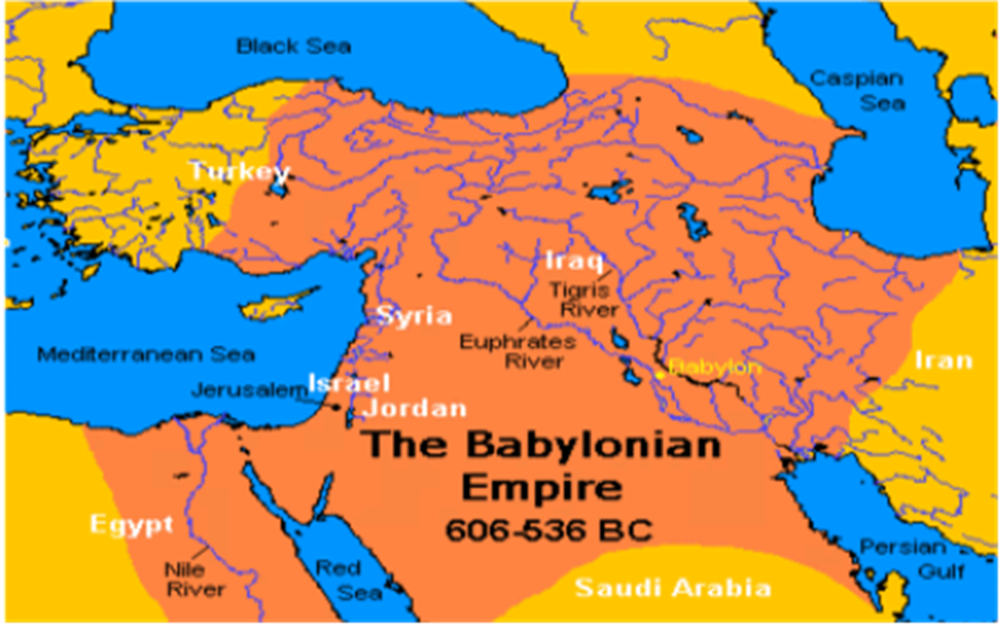 Black Sea
Caspian
Sea
Turkey
Iraq
Tigris
River
Syria
Euphrates
River
Mediterranean Sea
Babylon
Iran
Jerusalem
Israel
Jordan
The Babylonian
Empire
606-536 BC
Egypt
Nile
River
Red
Sea
Persian
Gulf
Saudi Arabia